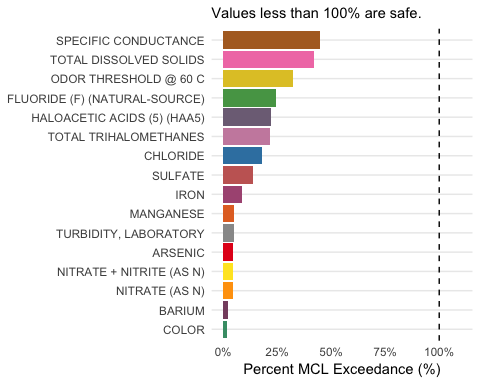 Values less than 100% are safe.
SPECIFIC CONDUCTANCE
TOTAL DISSOLVED SOLIDS
ODOR THRESHOLD @ 60 C
FLUORIDE (F) (NATURAL-SOURCE)
HALOACETIC ACIDS (5) (HAA5)
TOTAL TRIHALOMETHANES
CHLORIDE
SULFATE
IRON
MANGANESE
TURBIDITY, LABORATORY
ARSENIC
NITRATE + NITRITE (AS N)
NITRATE (AS N)
BARIUM
COLOR
0% 25% 50% 75% 100%
Percent MCL Exceedance (%)